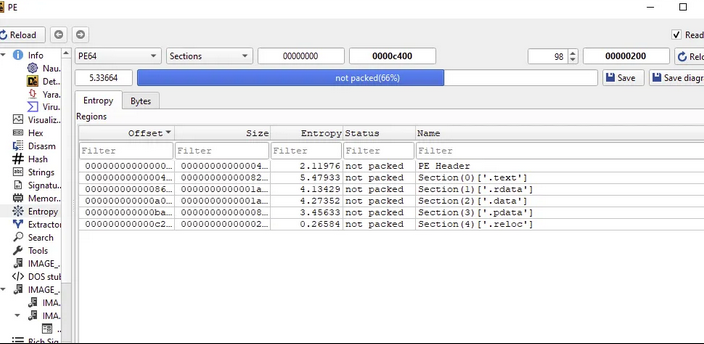 PE
Reload
Read
Info
PE64 Sections 00000000 0000c400 98 00000200 Relo
Nau...
Det...
5.33664 not packed(66%) Save Save diagr
Yara...
Viru...
Entropy Bytes
Visualiz...
Regions
Hex
Offset Size Entropy Status Name
Disasm
Filter Filter Filter Filter Filter
Hash
00000000000000... 00000000000004... 2.11976 not packed PE Header
Strings
00000000000004... 00000000000082... 5.47933 not packed Section(0)['.text']
Signatu...
00000000000086... 0000000000001a... 4.13429 not packed Section(1)['.rdata']
Memor...
000000000000a0... 0000000000001a... 4.27352 not packed Section(2)['.data']
Entropy
000000000000ba... 00000000000008... 3.45633 not packed Section(3)['.pdata']
Extractor
000000000000c2... 00000000000002... 0.26584 not packed Section(4)['.reloc']
Search
Tools
IMAGE_...
DOS stub
IMAGE_...
IMA...
IMA...
...
Rich Sig